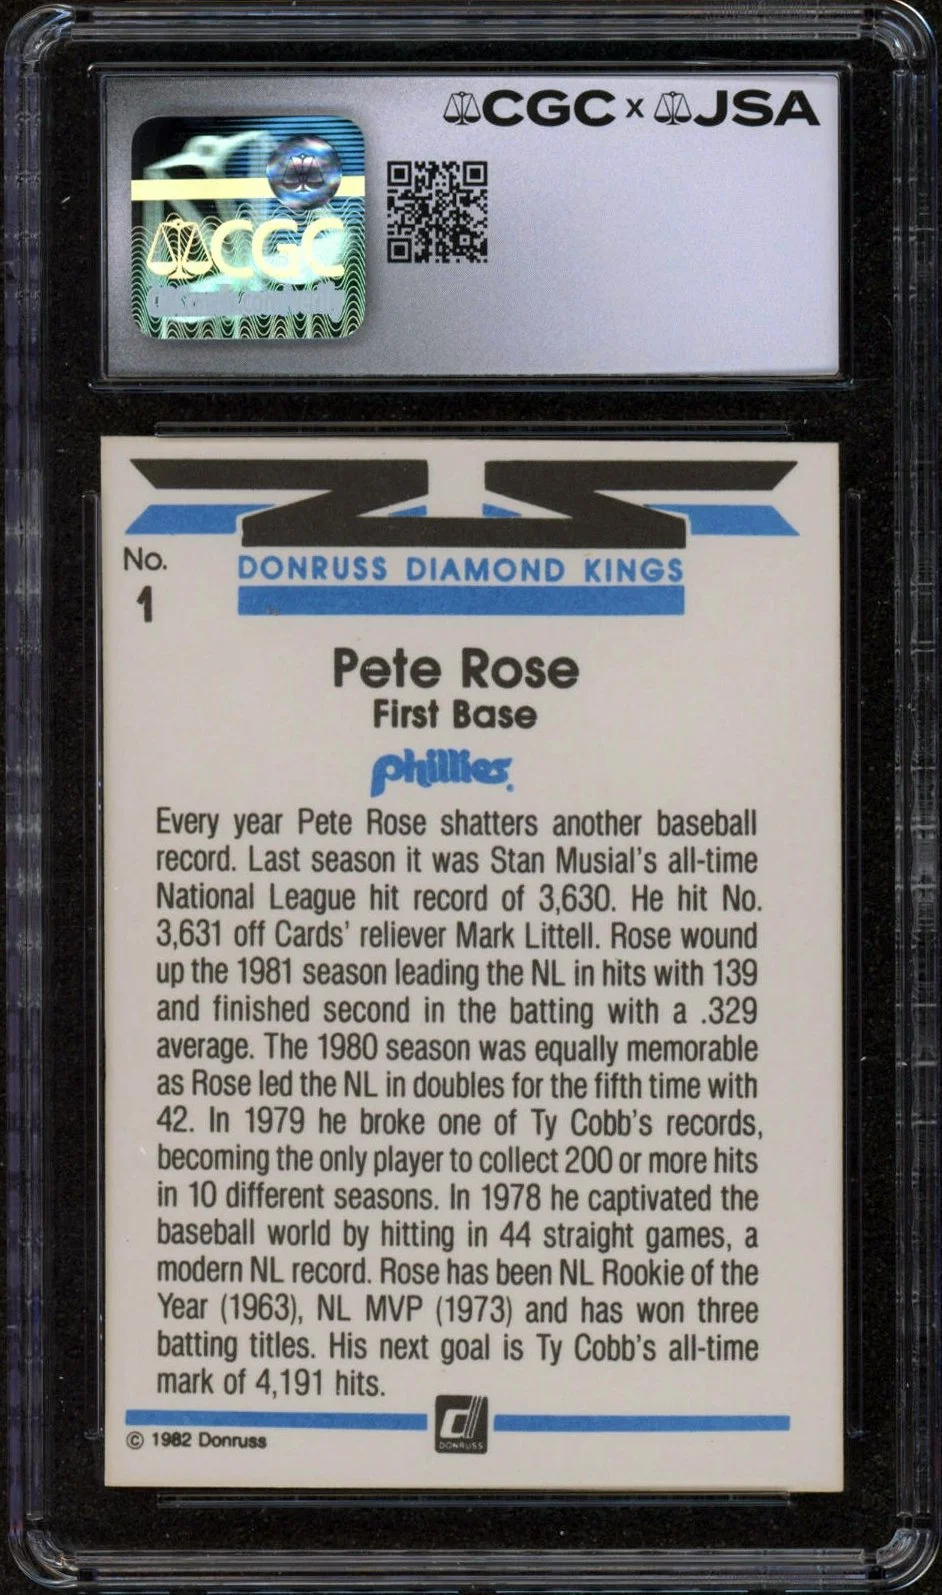 CGC x JSA
CGC
No.
1
DONRUSS DIAMOND KINGS
Pete Rose
First Base
phillies
Every year Pete Rose shatters another baseball
record. Last season it was Stan Musial's all-time
National League hit record of 3,630. He hit No.
3,631 off Cards' reliever Mark Littell. Rose wound
up the 1981 season leading the NL in hits with 139
and finished second in the batting with a .329
average. The 1980 season was equally memorable
as Rose led the NL in doubles for the fifth time with
42. In 1979 he broke one of Ty Cobb's records,
becoming the only player to collect 200 or more hits
in 10 different seasons. In 1978 he captivated the
baseball world by hitting in 44 straight games, a
modern NL record. Rose has been NL Rookie of the
Year (1963), NL MVP (1973) and has won three
batting titles. His next goal is Ty Cobb's all-time
mark of 4,191 hits.
© 1982 Donruss
DONRUSS